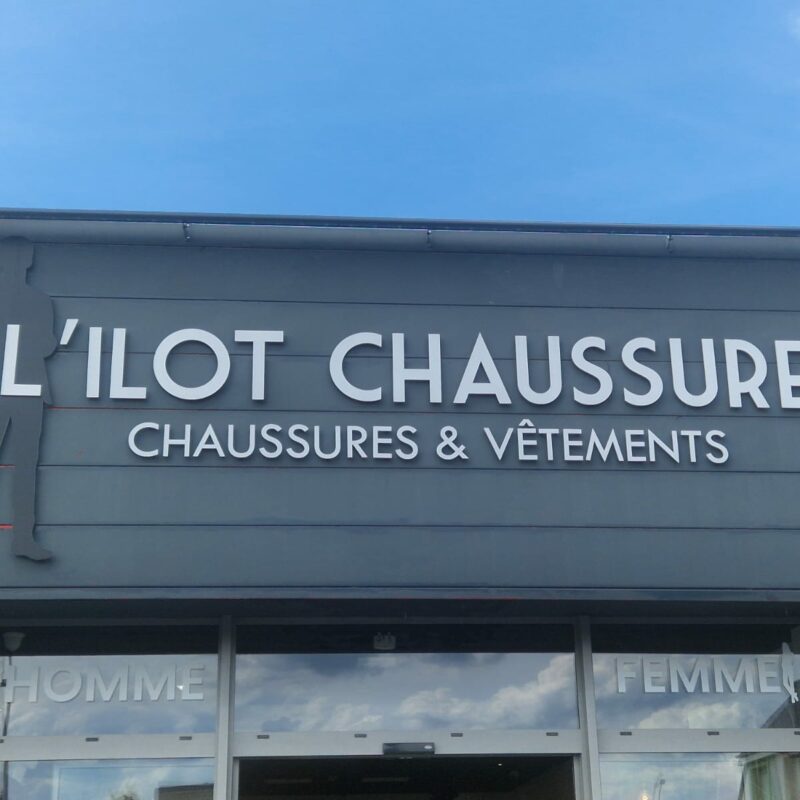 L'ILOT CHAUSSURE
CHAUSSURES & VÊTEMENTS
HOMME
FEMME